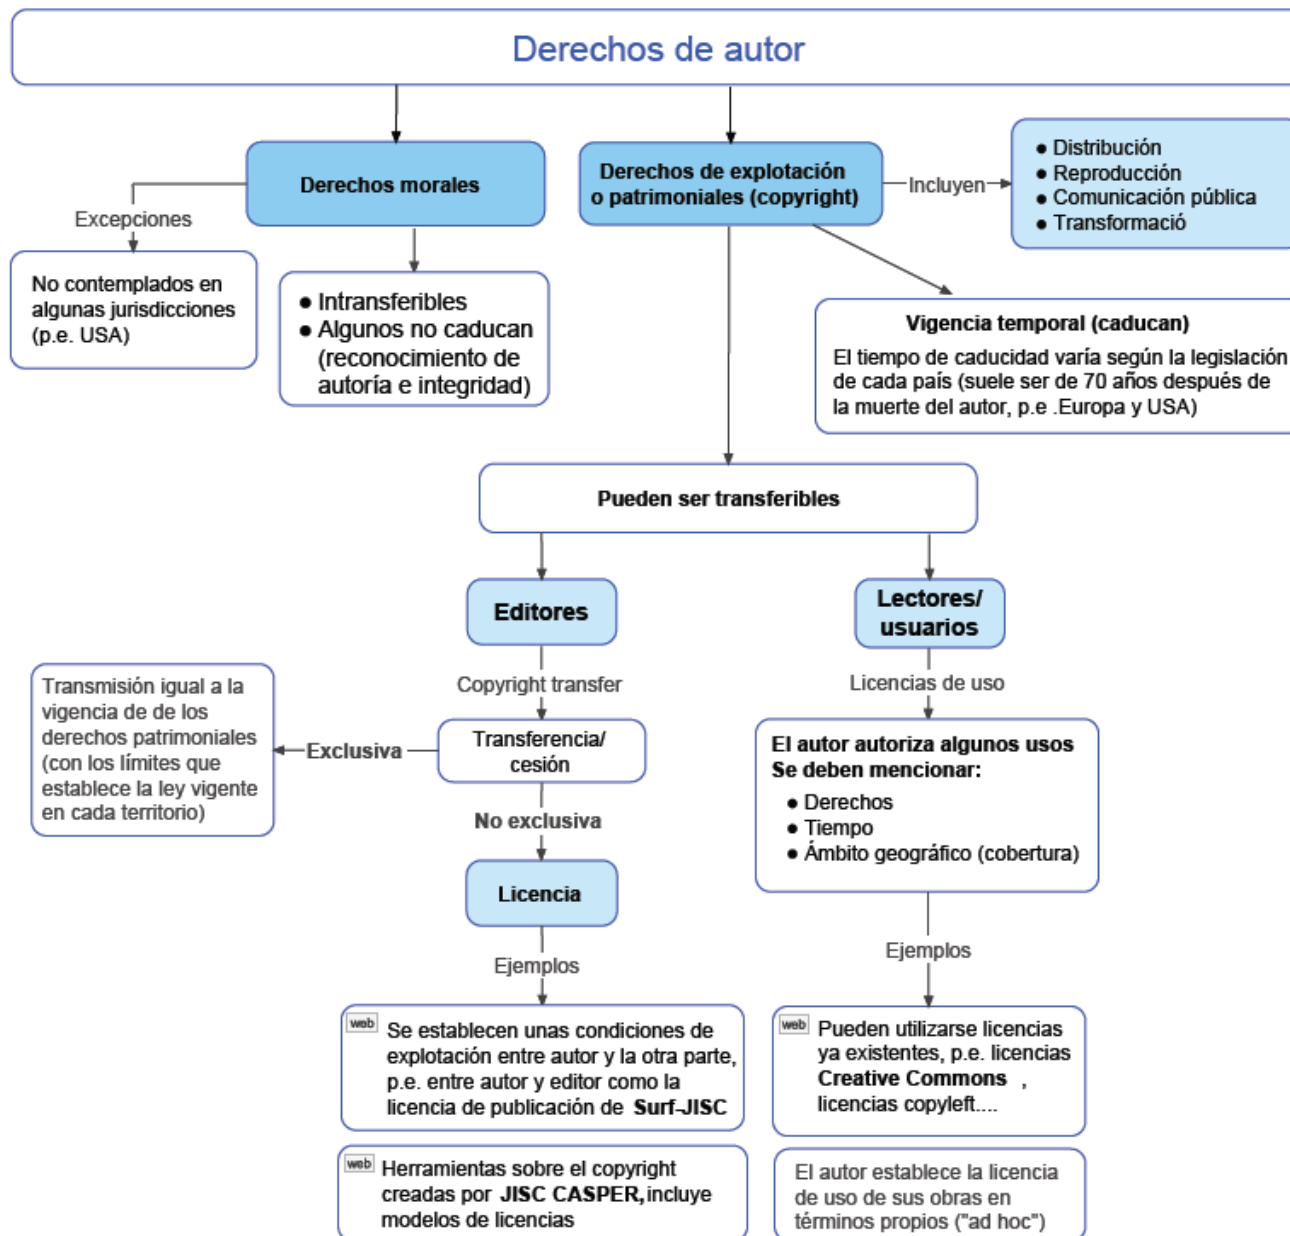 Derechos de autor
Derechos morales
Derechos de explotación
o patrimoniales (copyright)
Incluyen
● Distribución
● Reproducción
● Comunicación pública
● Transformació
Excepciones
No contemplados en
algunas jurisdicciones
(p.e. USA)
● Intransferibles
● Algunos no caducan
(reconocimiento de
autoría e integridad)
Vigencia temporal (caducan)
El tiempo de caducidad varía según la legislación
de cada país (suele ser de 70 años después de
la muerte del autor, p.e .Europa y USA)
Pueden ser transferibles
Editores
Lectores/
usuarios
Copyright transfer
Licencias de uso
Transmisión igual a la
vigencia de de los
derechos patrimoniales
(con los límites que
establece la ley vigente
en cada territorio)
Exclusiva
Transferencia/
cesión
El autor autoriza algunos usos
Se deben mencionar:
● Derechos
● Tiempo
● Ámbito geográfico (cobertura)
No exclusiva
Licencia
Ejemplos
Ejemplos
web
Se establecen unas condiciones de
explotación entre autor y la otra parte,
p.e. entre autor y editor como la
licencia de publicación de Surf-JISC
web
Pueden utilizarse licencias
ya existentes, p.e. licencias
Creative Commons ,
licencias copyleft....
web
Herramientas sobre el copyright
creadas por JISC CASPER, incluye
modelos de licencias
El autor establece la licencia
de uso de sus obras en
términos propios ("ad hoc")